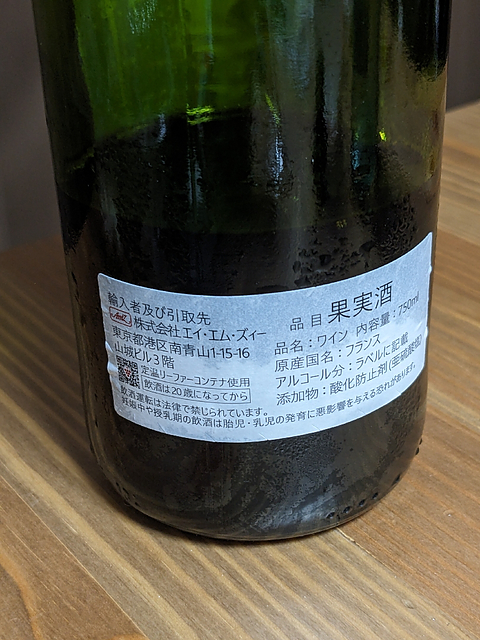 輸入者及び引取先
AMZ 株式会社エイ・エム・ズィー
東京都港区南青山1-15-16
山城ビル3階
定温リーファーコンテナ使用
飲酒は20歳になってから
飲酒運転は法律で禁じられています。
妊娠中や授乳期の飲酒は胎児・乳児の発育に悪影響を与える恐れがあります。
品目 果実酒
品名：ワイン 内容量：750ml
原産国名：フランス
アルコール分：ラベルに記載
添加物：酸化防止剤(亜硫酸塩)